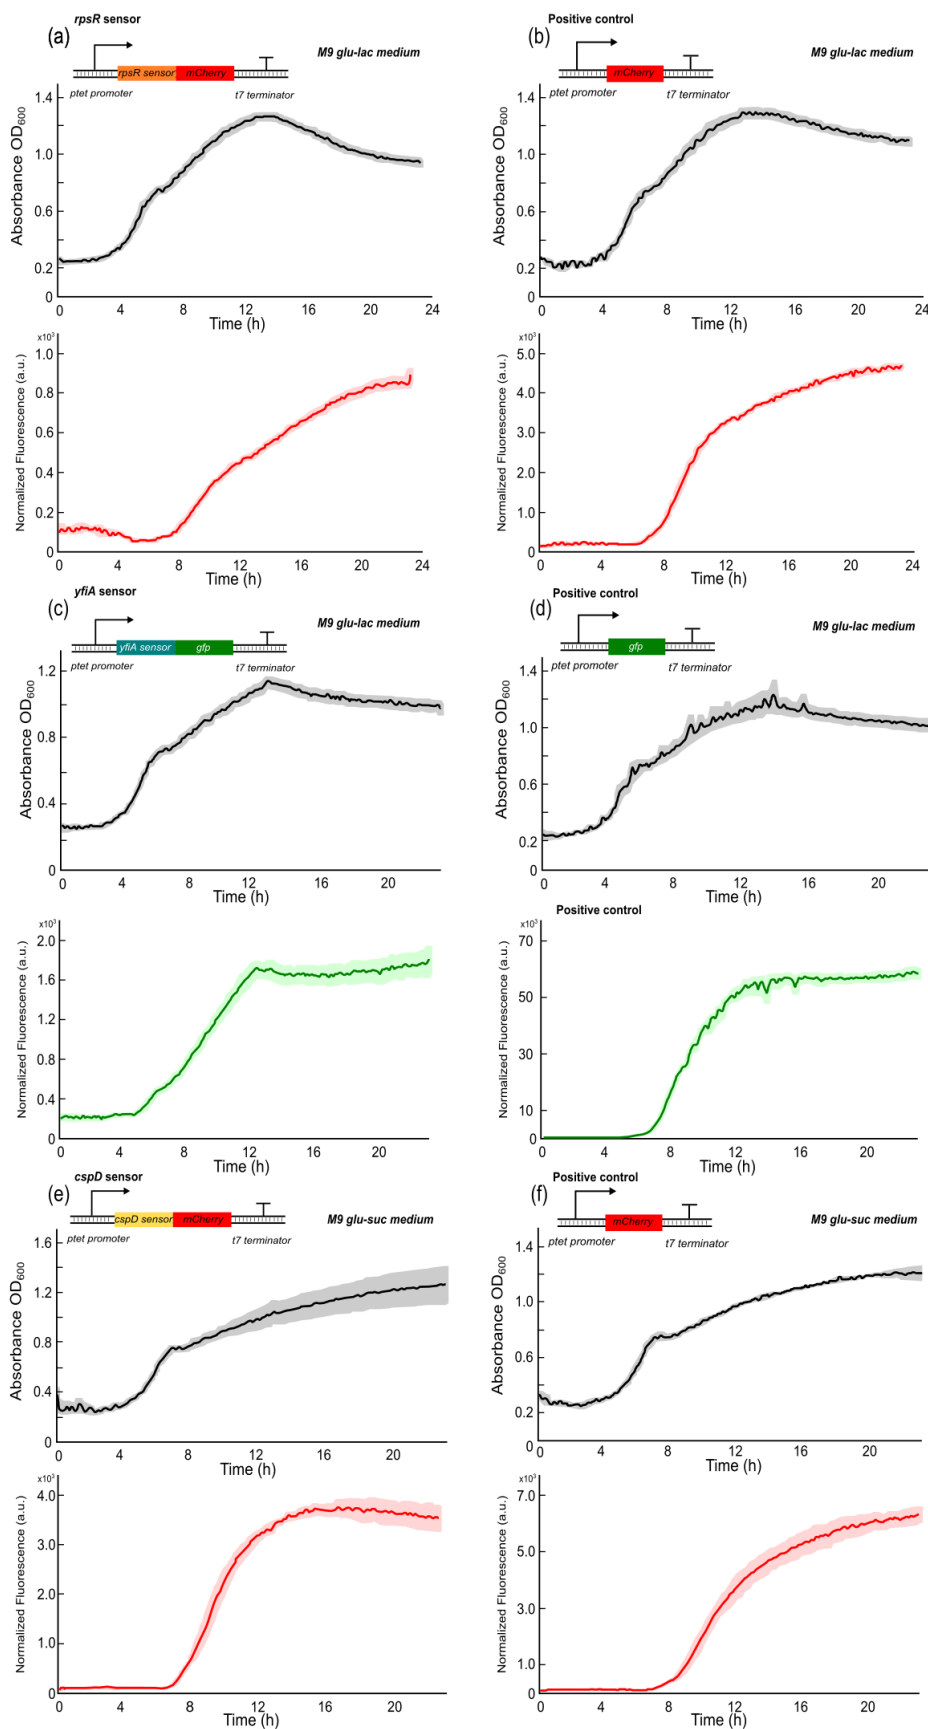 rpsR sensor
(a)
M9 glu-lac medium
rpsR sensor mCherry
ptet promoter
t7 terminator
1.4
1.0
0.6
0.2
0
Absorbance OD600
0 4 8 12 16 20 24
Time (h)
x10³
1.0
0.8
0.6
0.4
0.2
0
Normalized Fluorescence (a.u.)
0 4 8 12 16 20 24
Time (h)
Positive control
(b)
M9 glu-lac medium
mCherry
ptet promoter
t7 terminator
1.4
1.0
0.6
0.2
0
Absorbance OD600
0 4 8 12 16 20 24
Time (h)
x10³
5.0
4.0
2.0
1.0
0
Normalized Fluorescence (a.u.)
0 4 8 12 16 20 24
Time (h)
yfiA sensor
(c)
M9 glu-lac medium
yfiA sensor gfp
ptet promoter
t7 terminator
1.2
0.8
0.4
0
Absorbance OD600
0 4 8 12 16 20
Time (h)
x10³
2.0
1.6
1.2
0.8
0.4
0
Normalized Fluorescence (a.u.)
0 4 8 12 16 20
Time (h)
Positive control
(d)
M9 glu-lac medium
gfp
ptet promoter
t7 terminator
1.4
1.0
0.6
0.2
0
Absorbance OD600
0 4 8 12 16 20
Time (h)
Positive control
x10³
70
50
30
10
0
Normalized Fluorescence (a.u.)
0 4 8 12 16 20
Time (h)
cspD sensor
(e)
M9 glu-suc medium
cspD sensor mCherry
ptet promoter
t7 terminator
1.6
1.2
0.8
0.4
0
Absorbance OD600
0 4 8 12 16 20
Time (h)
x10³
4.0
3.0
1.0
0
Normalized Fluorescence (a.u.)
0 4 8 12 16 20
Time (h)
Positive control
(f)
M9 glu-suc medium
mCherry
ptet promoter
t7 terminator
1.4
1.0
0.6
0.2
0
Absorbance OD600
0 4 8 12 16 20
Time (h)
x10³
7.0
5.0
3.0
1.0
0
Normalized Fluorescence (a.u.)
0 4 8 12 16 20
Time (h)